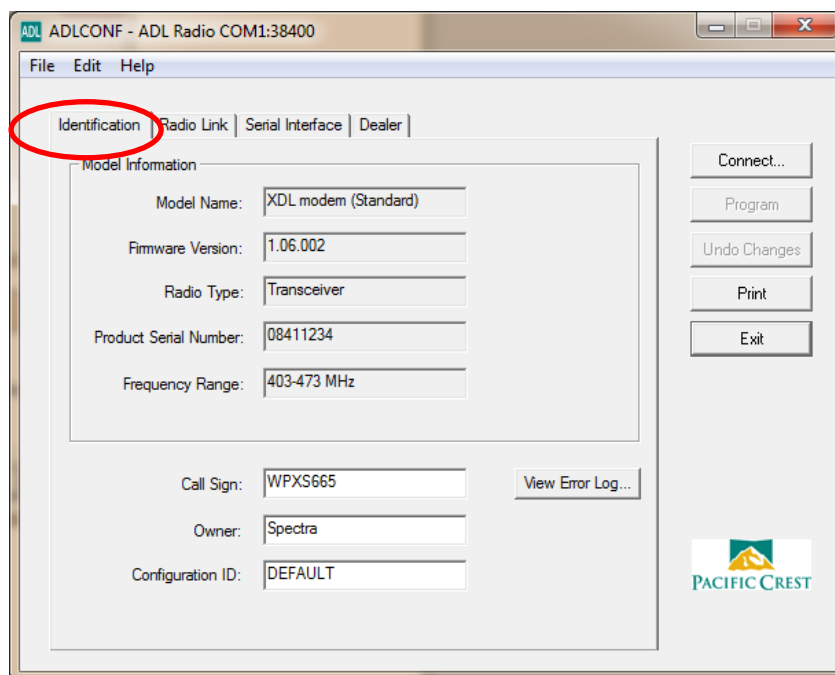 ADL ADLCONF - ADL Radio COM1:38400
File Edit Help
Identification Radio Link Serial Interface Dealer
Model Information
Model Name: XDL modem (Standard)
Firmware Version: 1.06.002
Radio Type: Transceiver
Product Serial Number: 08411234
Frequency Range: 403-473 MHz
Call Sign: WPXS665
View Error Log...
Owner: Spectra
Configuration ID: DEFAULT
Connect...
Program
Undo Changes
Print
Exit
PACIFIC CREST